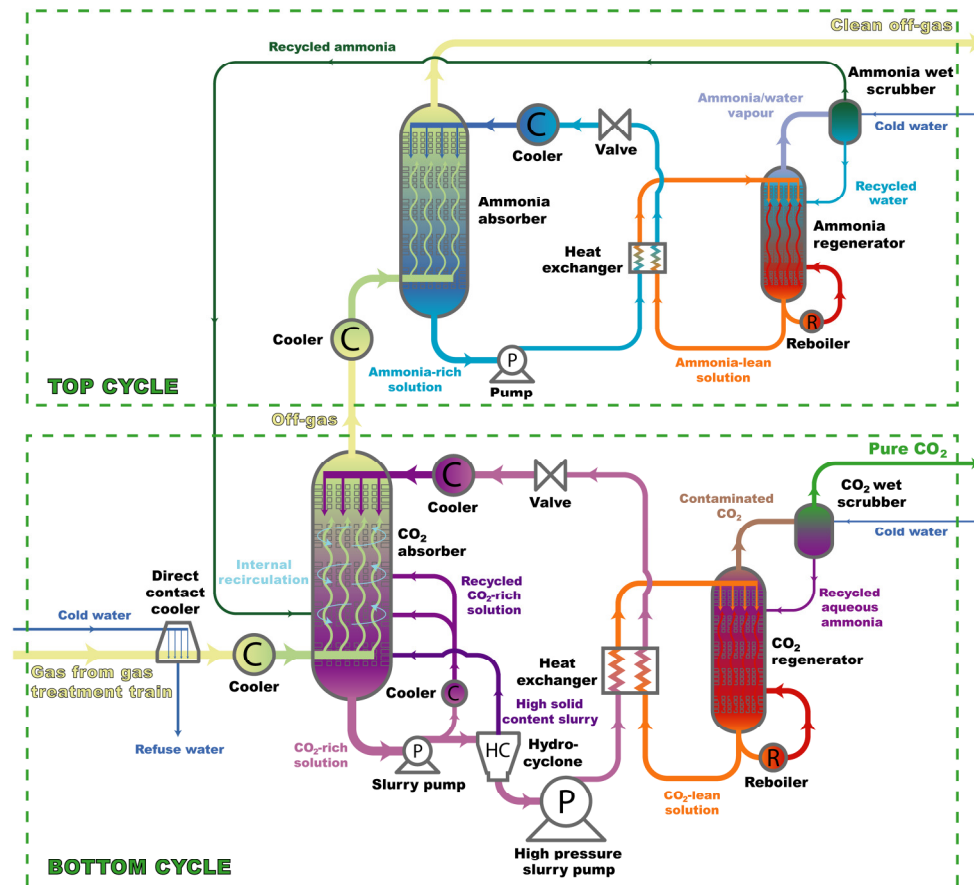 Clean off-gas
Recycled ammonia
Ammonia wet
scrubber
Ammonia/water
vapour
Cold water
C
Cooler
Valve
Recycled
water
Ammonia
absorber
Ammonia
regenerator
Heat
exchanger
Cooler
C
R
Reboiler
P
Pump
Ammonia-rich
solution
Ammonia-lean
solution
TOP CYCLE
Off-gas
Pure CO₂
C
Cooler
Valve
CO₂ wet
scrubber
Contaminated
CO₂
Cold water
CO₂
absorber
Internal
recirculation
Recycled
CO₂-rich
solution
Direct
contact
cooler
Cold water
Recycled
aqueous
ammonia
CO₂
regenerator
Gas from gas
treatment train
C
Cooler
Heat
exchanger
Cooler
C
High solid
content slurry
Refuse water
CO₂-rich
solution
P
Slurry pump
HC
Hydro-
cyclone
R
Reboiler
CO₂-lean
solution
P
High pressure
slurry pump
BOTTOM CYCLE